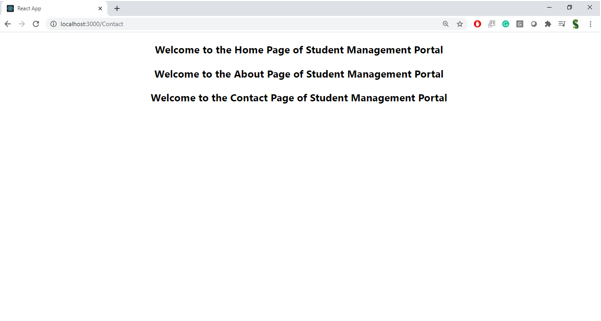 React App
localhost:3000/Contact
Welcome to the Home Page of Student Management Portal
Welcome to the About Page of Student Management Portal
Welcome to the Contact Page of Student Management Portal